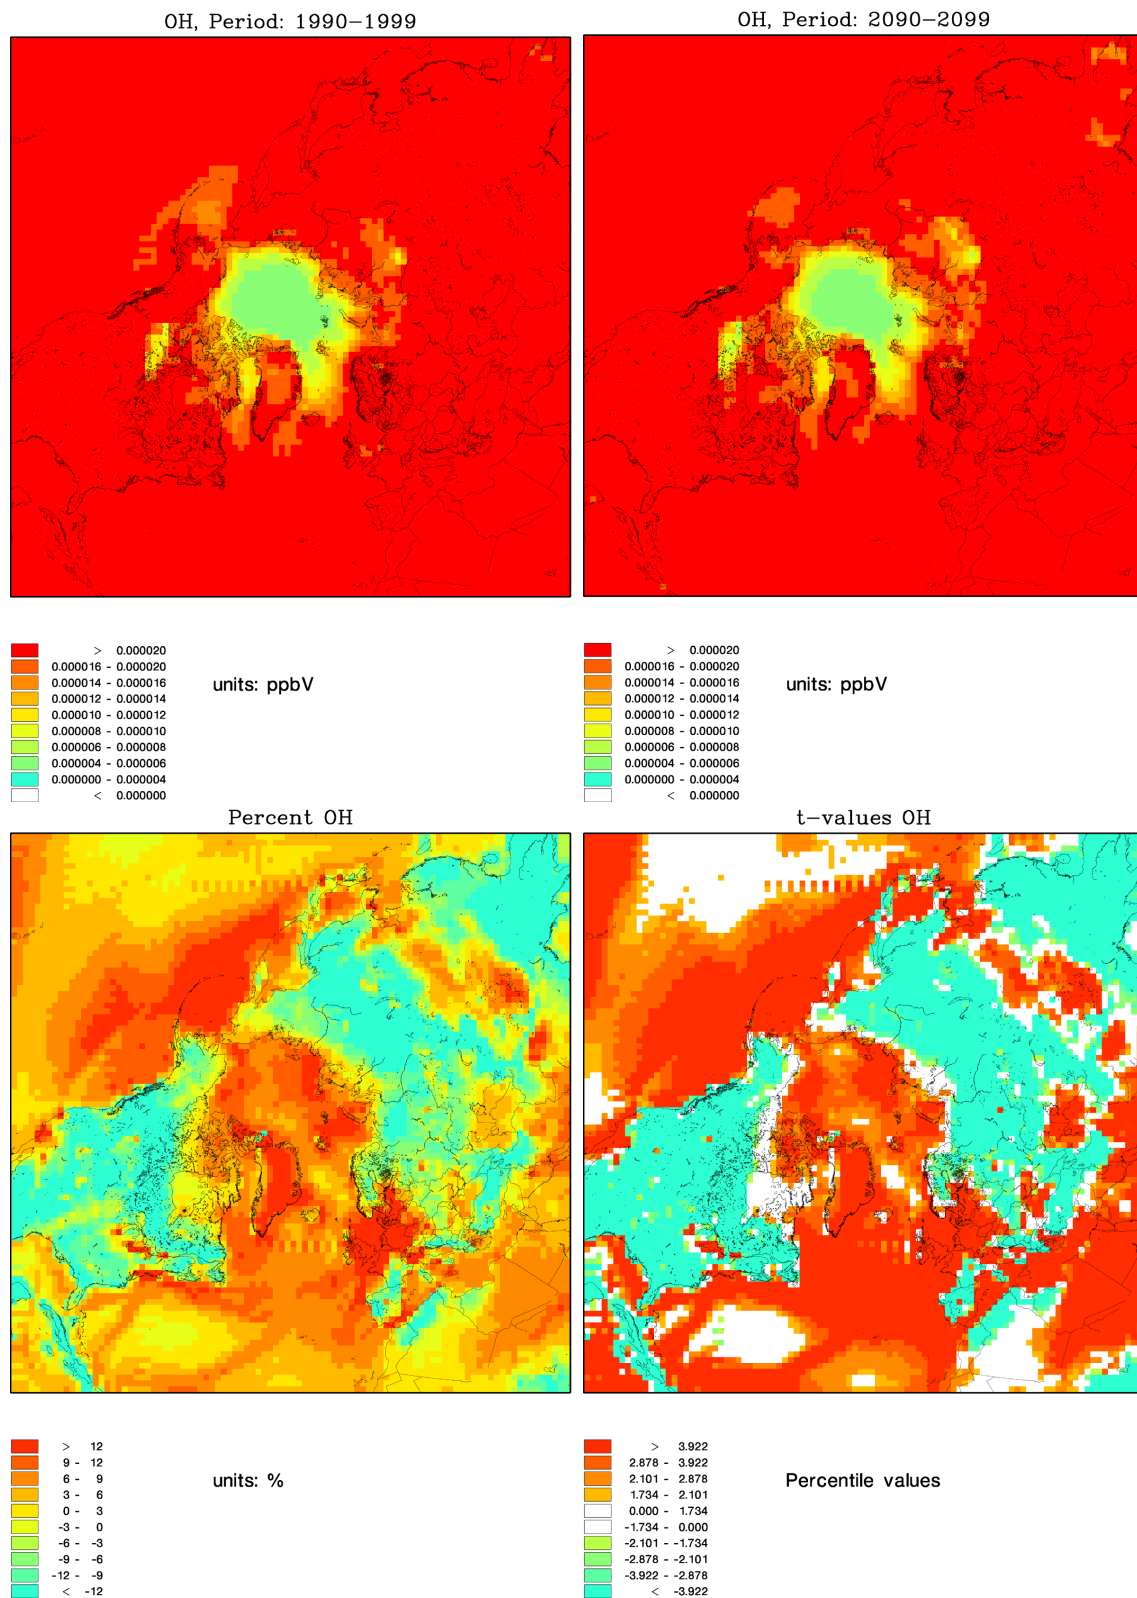 OH, Period: 1990-1999
OH, Period: 2090-2099
> 0.000020
0.000016 - 0.000020
0.000014 - 0.000016
0.000012 - 0.000014
0.000010 - 0.000012
0.000008 - 0.000010
0.000006 - 0.000008
0.000004 - 0.000006
0.000000 - 0.000004
< 0.000000
units: ppbV
> 0.000020
0.000016 - 0.000020
0.000014 - 0.000016
0.000012 - 0.000014
0.000010 - 0.000012
0.000008 - 0.000010
0.000006 - 0.000008
0.000004 - 0.000006
0.000000 - 0.000004
< 0.000000
units: ppbV
Percent OH
t-values OH
> 12
9 - 12
6 - 9
3 - 6
0 - 3
-3 - 0
-6 - -3
-9 - -6
-12 - -9
< -12
units: %
> 3.922
2.878 - 3.922
2.101 - 2.878
1.734 - 2.101
0.000 - 1.734
-1.734 - 0.000
-2.101 - -1.734
-2.878 - -2.101
-3.922 - -2.878
< -3.922
Percentile values